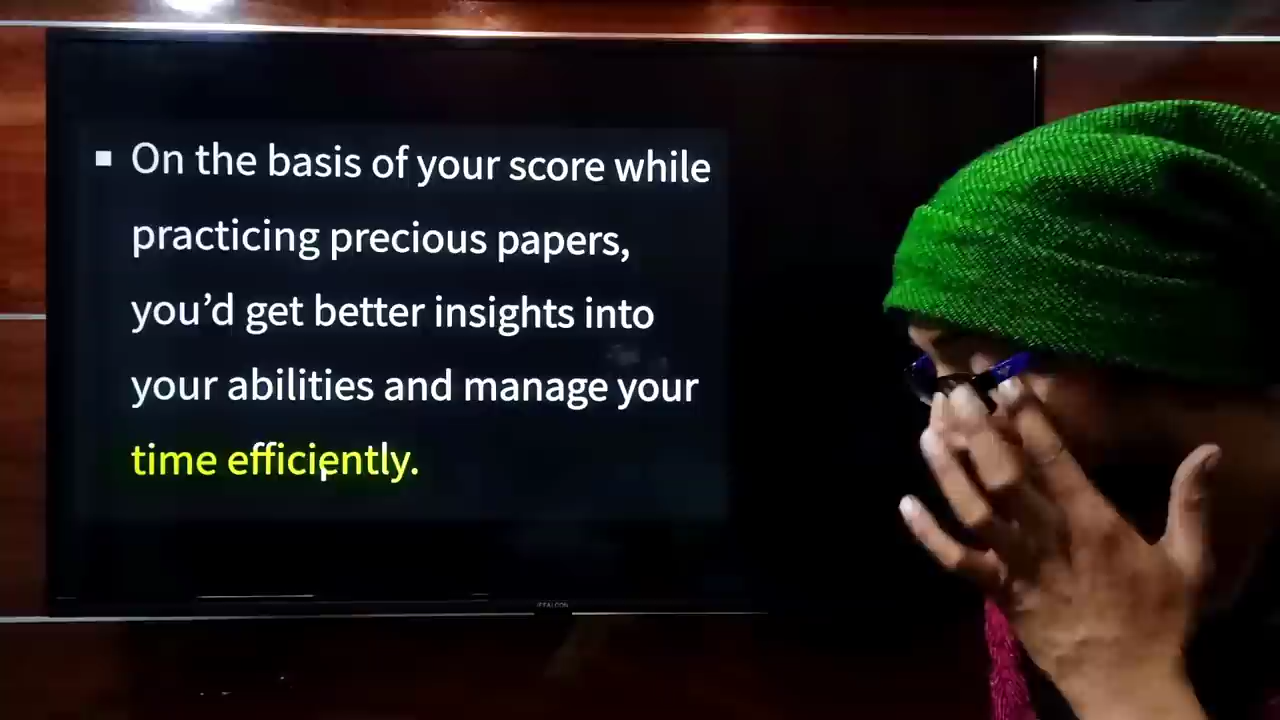 ▪ On the basis of your score while
practicing precious papers,
you’d get better insights into
your abilities and manage your
time efficiently.
iFFALCON